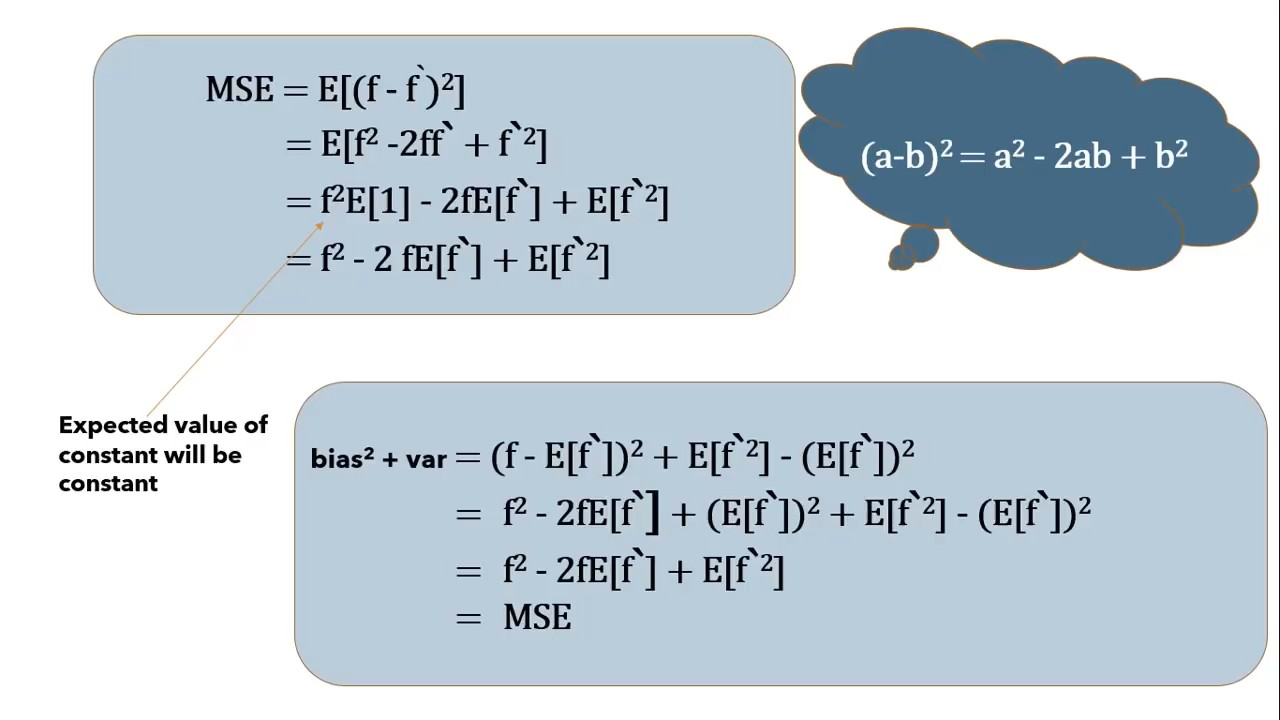 MSE = E[(f - f`)²]
= E[f² -2ff` + f`²]
= f²E[1] - 2fE[f`] + E[f`²]
= f² - 2 fE[f`] + E[f`²]
(a-b)² = a² - 2ab + b²
Expected value of
constant will be
constant
bias² + var = (f - E[f`])² + E[f`²] - (E[f`])²
= f² - 2fE[f`] + (E[f`])² + E[f`²] - (E[f`])²
= f² - 2fE[f`] + E[f`²]
= MSE